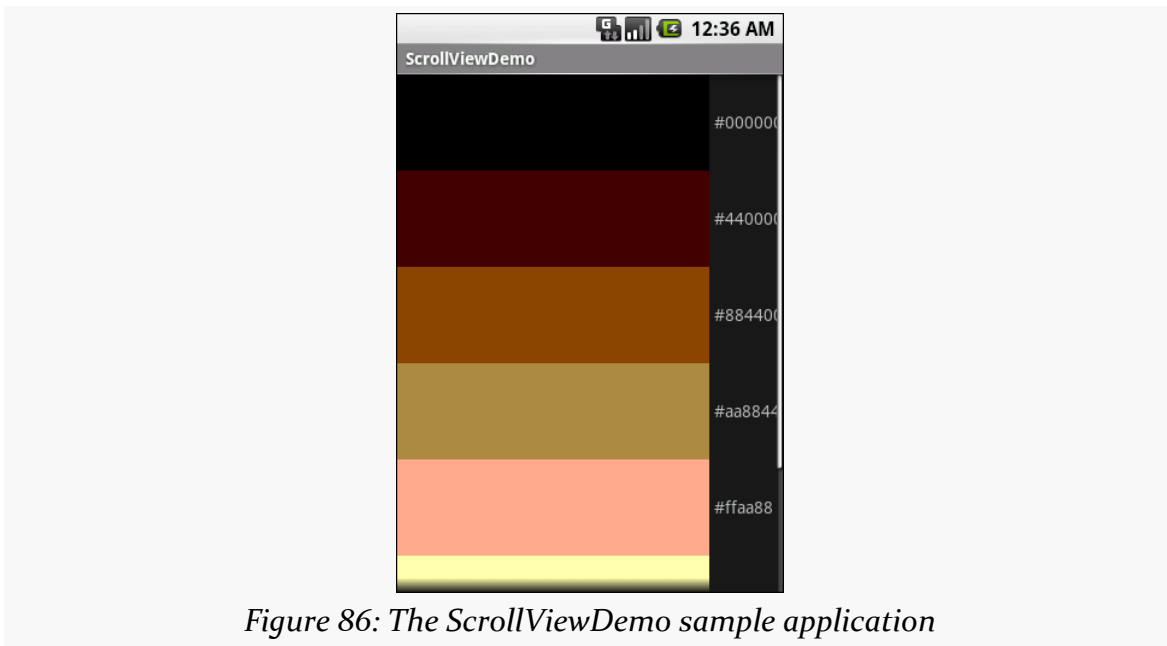 12:36 AM
ScrollViewDemo
#000000
#440000
#884400
#aa8844
#ffaa88
Figure 86: The ScrollViewDemo sample application